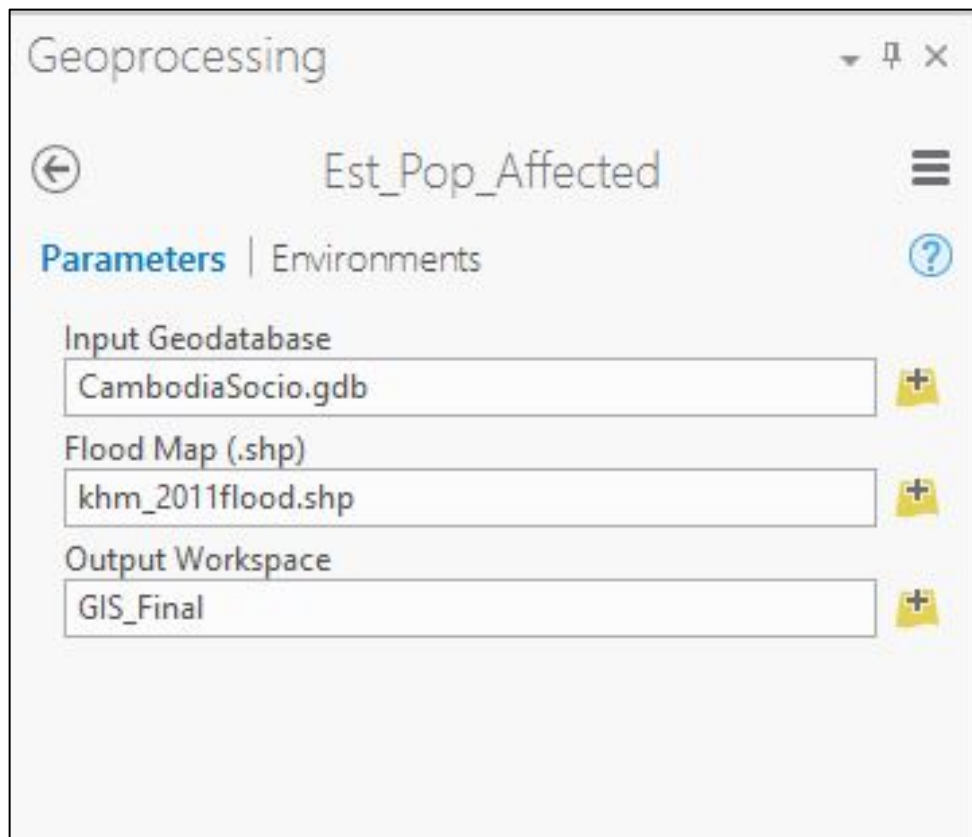 Geoprocessing
Est_Pop_Affected
Parameters | Environments
Input Geodatabase
CambodiaSocio.gdb
Flood Map (.shp)
khm_2011flood.shp
Output Workspace
GIS_Final